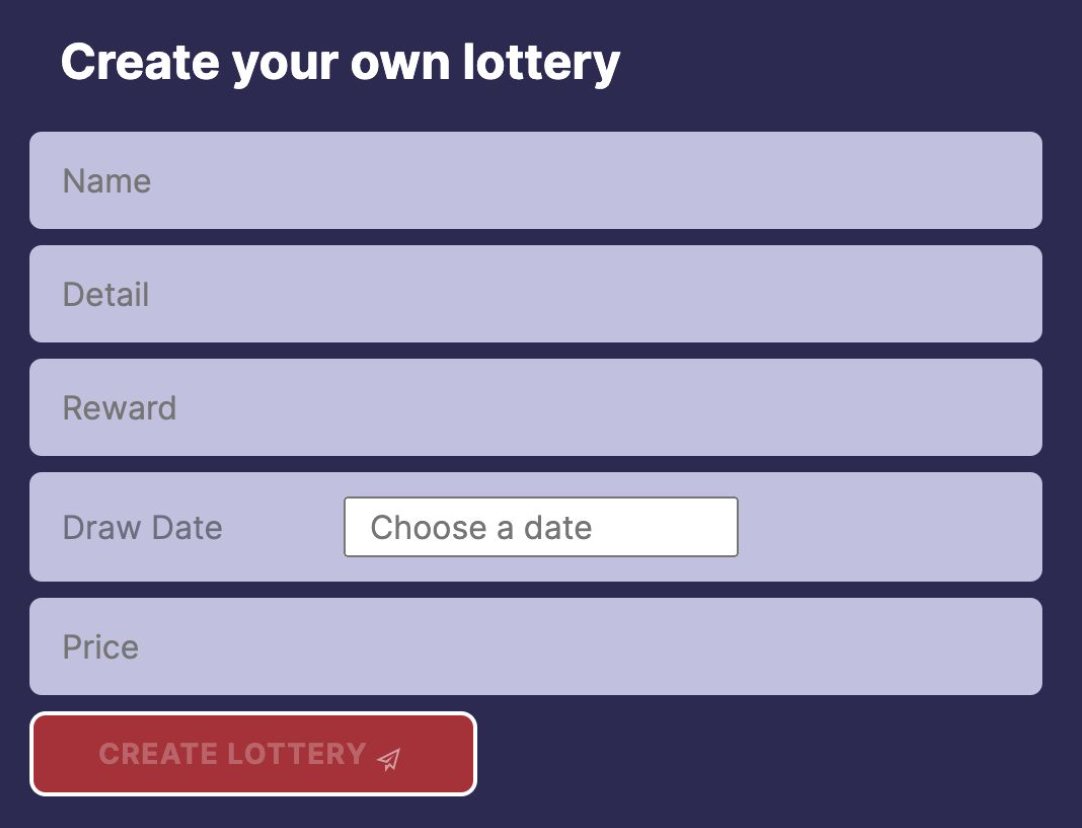 Create your own lottery
Name
Detail
Reward
Draw Date Choose a date
Price
CREATE LOTTERY